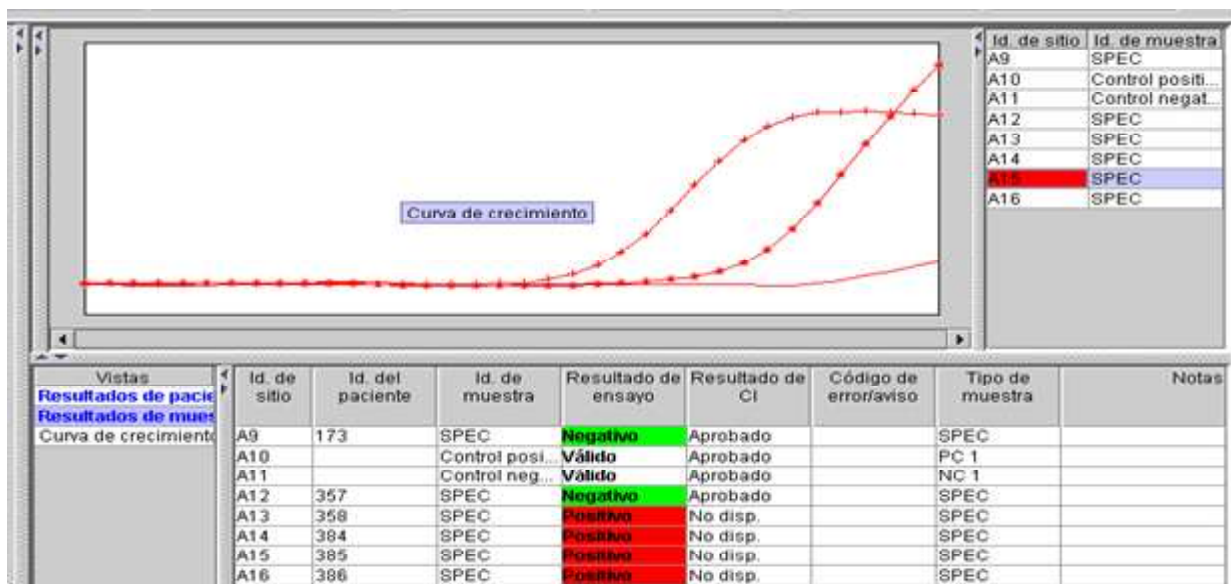 Id. de sitio Id. de muestra
A9 SPEC
A10 Control positi...
A11 Control negat...
A12 SPEC
A13 SPEC
A14 SPEC
A15 SPEC
A16 SPEC
Curva de crecimiento
Vistas
Resultados de pacie
Resultados de mues
Curva de crecimient
Id. de sitio Id. del paciente Id. de muestra Resultado de ensayo Resultado de CI Código de error/aviso Tipo de muestra Notas
A9 173 SPEC Negativo Aprobado SPEC
A10 Control posi... Válido Aprobado PC 1
A11 Control neg... Válido Aprobado NC 1
A12 357 SPEC Negativo Aprobado SPEC
A13 358 SPEC Positivo No disp. SPEC
A14 384 SPEC Positivo No disp. SPEC
A15 385 SPEC Positivo No disp. SPEC
A16 386 SPEC Positivo No disp. SPEC